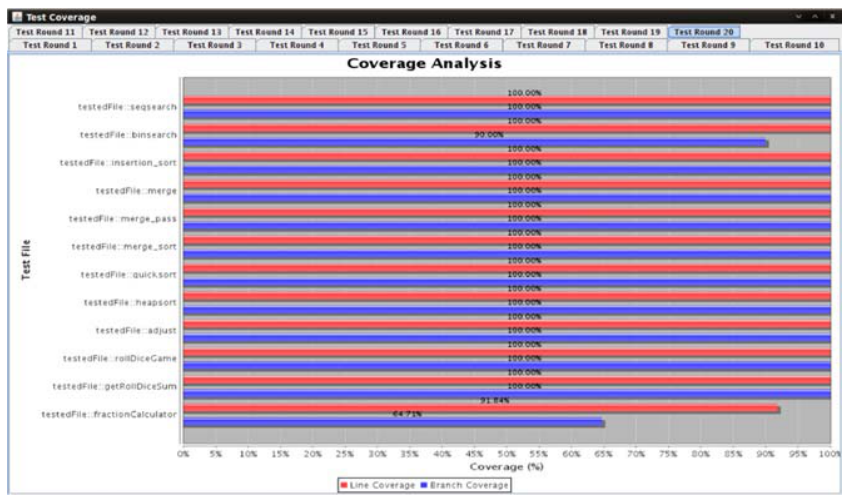 Test Coverage
Test Round 11 Test Round 12 Test Round 13 Test Round 14 Test Round 15 Test Round 16 Test Round 17 Test Round 18 Test Round 19 Test Round 20
Test Round 1 Test Round 2 Test Round 3 Test Round 4 Test Round 5 Test Round 6 Test Round 7 Test Round 8 Test Round 9 Test Round 10
Coverage Analysis
Test File
100.00%
testedFile::seqsearch
100.00%
100.00%
testedFile::binsearch
90.00%
100.00%
testedFile::insertion_sort
100.00%
100.00%
testedFile::merge
100.00%
100.00%
testedFile::merge_pass
100.00%
100.00%
testedFile::merge_sort
100.00%
100.00%
testedFile::quicksort
100.00%
100.00%
testedFile::heapsort
100.00%
100.00%
testedFile::adjust
100.00%
100.00%
testedFile::rollDiceGame
100.00%
100.00%
testedFile::getRollDiceSum
100.00%
91.84%
testedFile::fractionCalculator
64.71%
0% 5% 10% 15% 20% 25% 30% 35% 40% 45% 50% 55% 60% 65% 70% 75% 80% 85% 90% 95% 100%
Coverage (%)
Line Coverage Branch Coverage